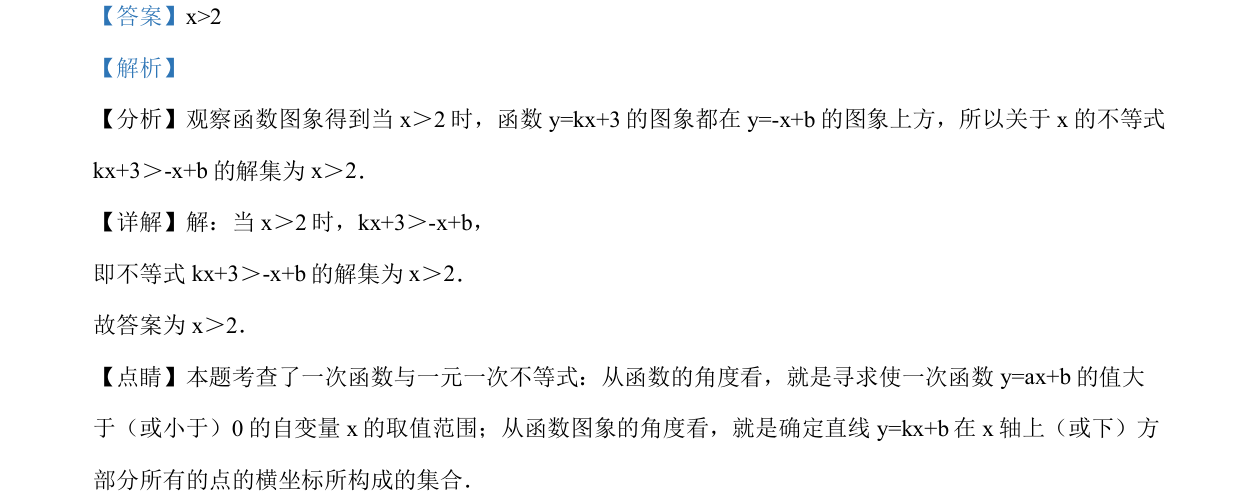 【答案】x>2
【解析】
【分析】观察函数图象得到当 x＞2 时，函数 y=kx+3 的图象都在 y=-x+b 的图象上方，所以关于 x 的不等式
kx+3＞-x+b 的解集为 x＞2．
【详解】解：当 x＞2 时，kx+3＞-x+b，
即不等式 kx+3＞-x+b 的解集为 x＞2．
故答案为 x＞2．
【点睛】本题考查了一次函数与一元一次不等式：从函数的角度看，就是寻求使一次函数 y=ax+b 的值大
于（或小于）0 的自变量 x 的取值范围；从函数图象的角度看，就是确定直线 y=kx+b 在 x 轴上（或下）方
部分所有的点的横坐标所构成的集合．